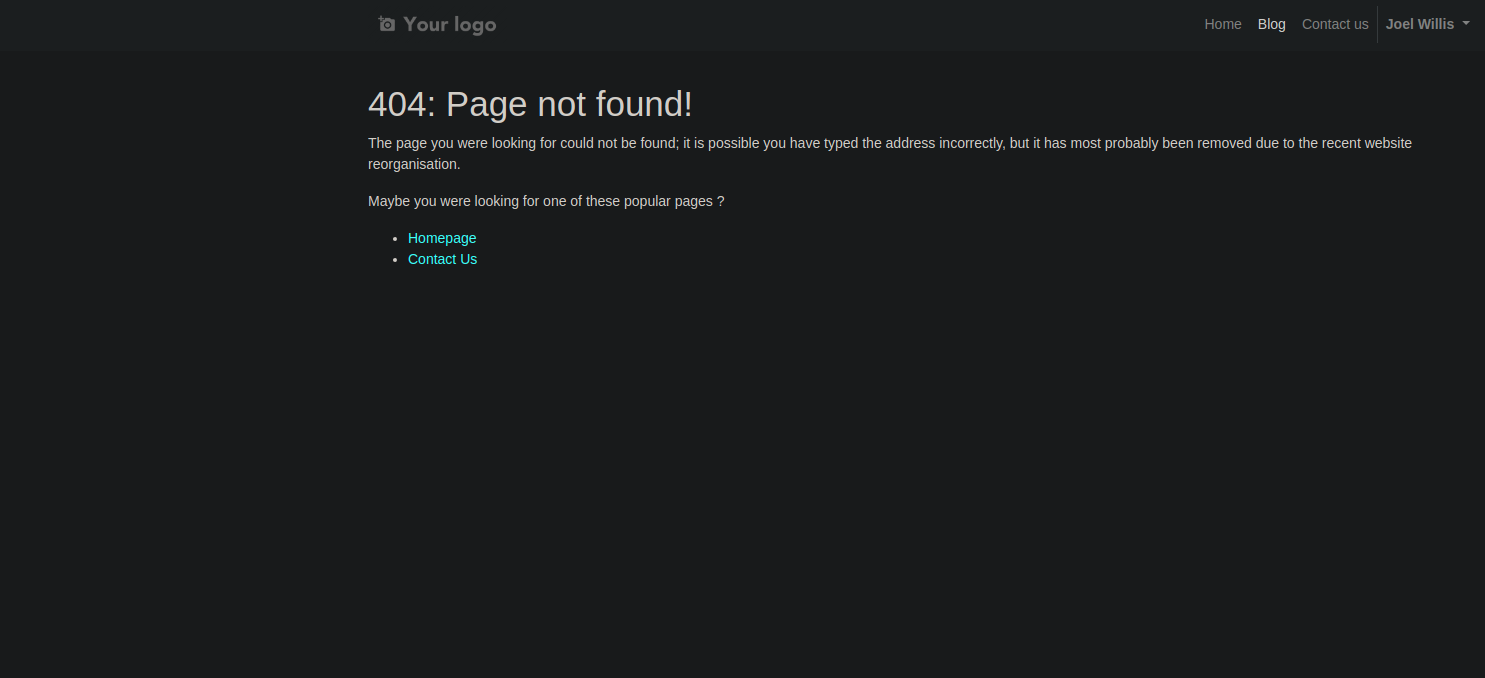 Your logo
Home Blog Contact us Joel Willis
404: Page not found!
The page you were looking for could not be found; it is possible you have typed the address incorrectly, but it has most probably been removed due to the recent website
reorganisation.
Maybe you were looking for one of these popular pages ?
Homepage
Contact Us